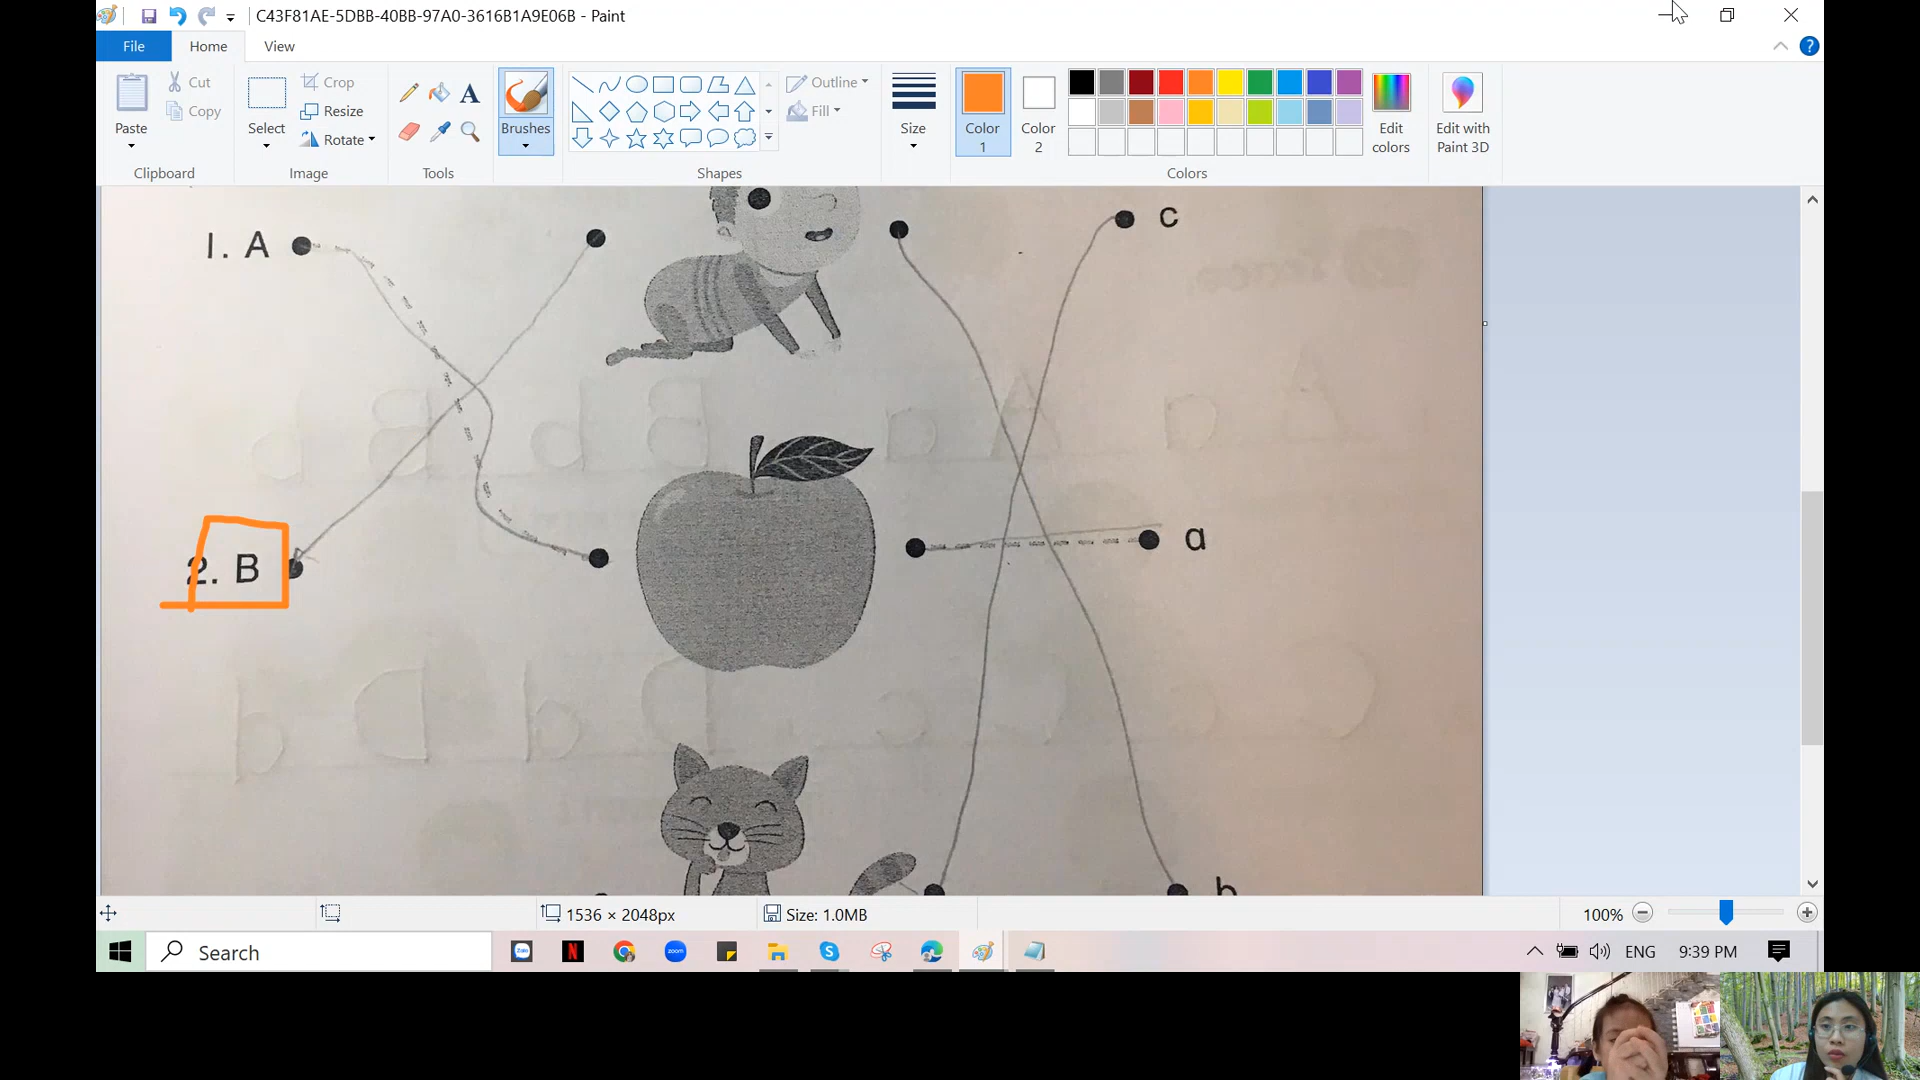 C43F81AE-5DBB-40BB-97A0-3616B1A9E06B - Paint
File Home View
Paste
Cut
Copy
Clipboard
Select
Crop
Resize
Rotate
Image
A
Tools
Brushes
Outline
Fill
Shapes
Size
Color 1
Color 2
Edit colors
Colors
Edit with Paint 3D
1. A
c
2. B
a
b
1536 × 2048px
Size: 1.0MB
100%
Search
Zalo
N
zoom
S
ENG
9:39 PM